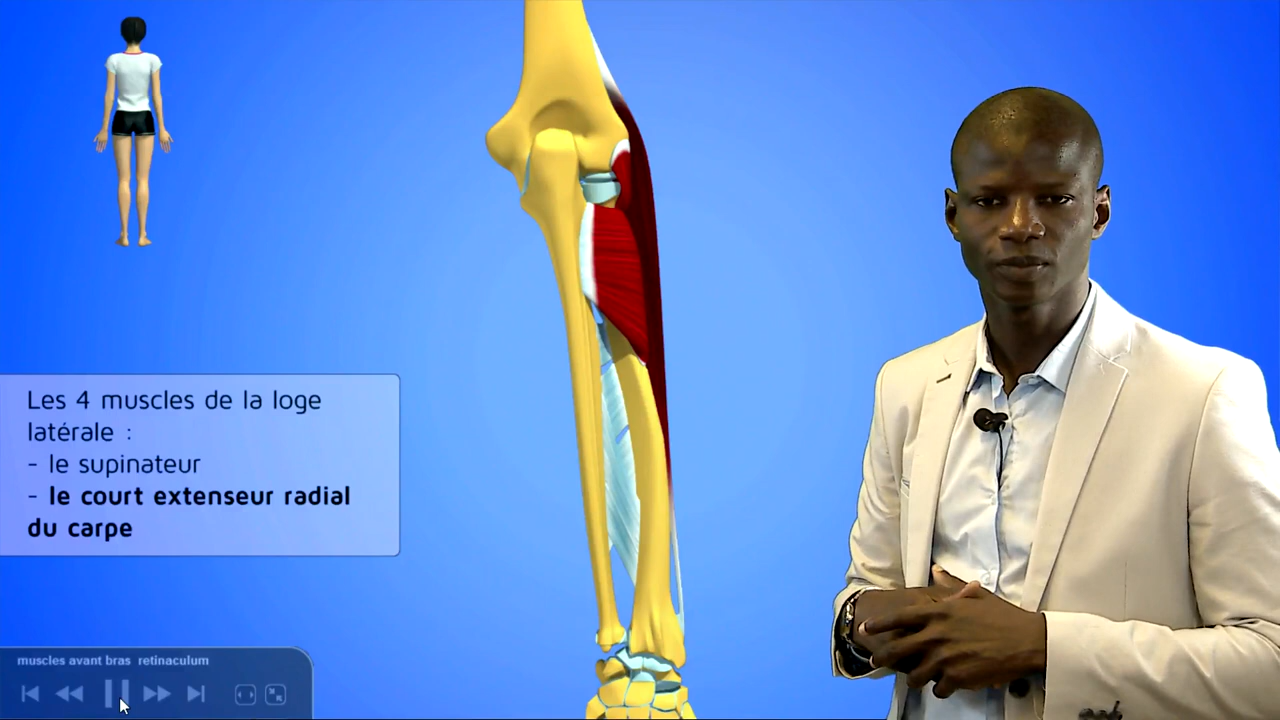 Les 4 muscles de la loge
latérale :
- le supinateur
- le court extenseur radial
du carpe
muscles avant bras retinaculum